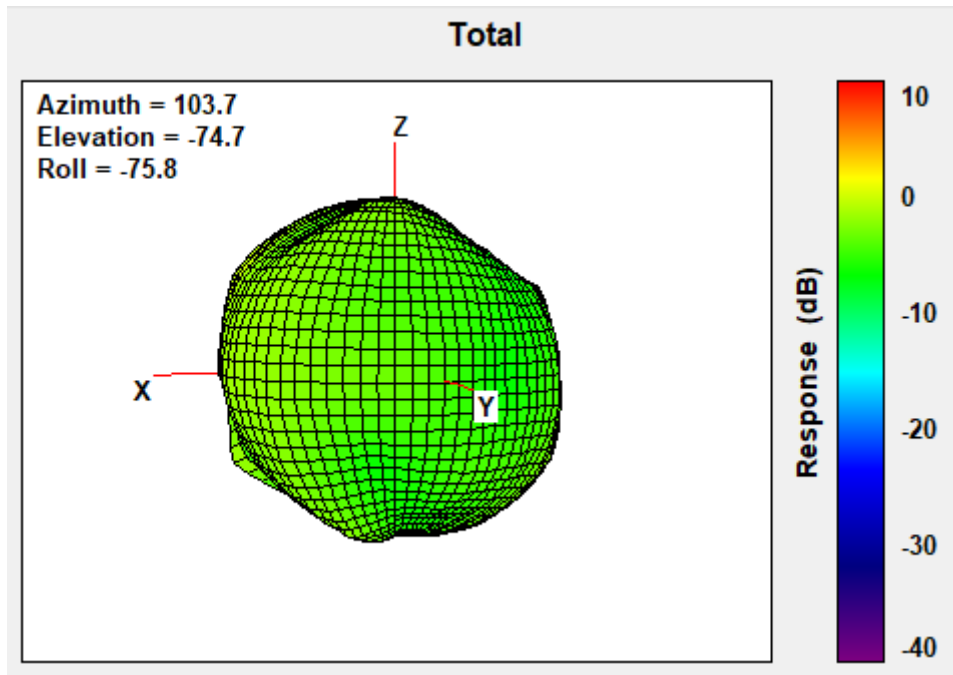 Total
Azimuth = 103.7
Elevation = -74.7
Roll = -75.8
Z
X
Y
10
0
-10
-20
-30
-40
Response (dB)